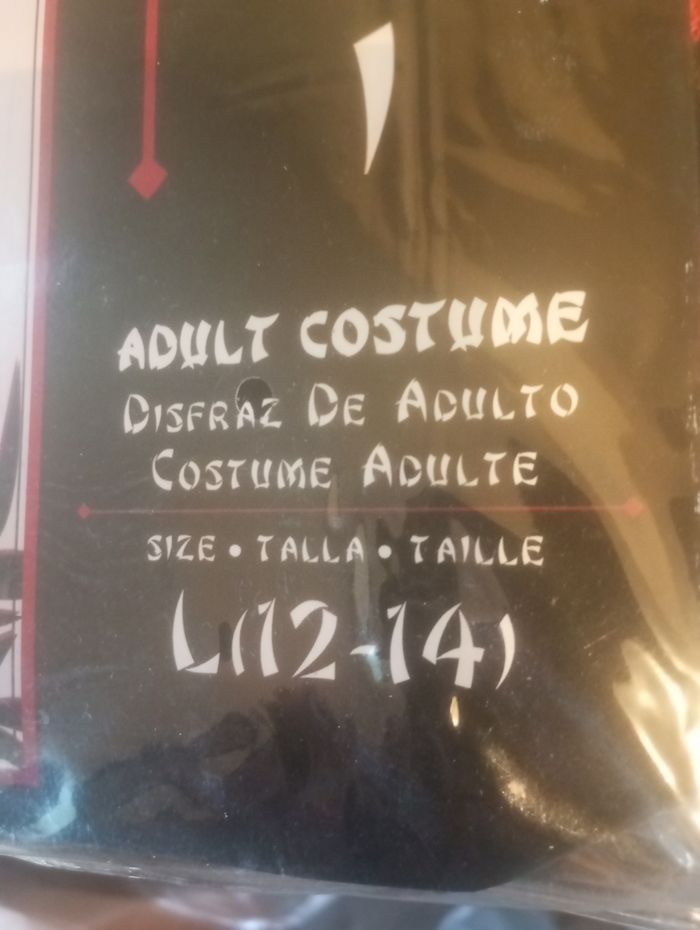 ADULT COSTUME
DISFRAZ DE ADULTO
COSTUME ADULTE
SIZE • TALLA • TAILLE
L(12-14)